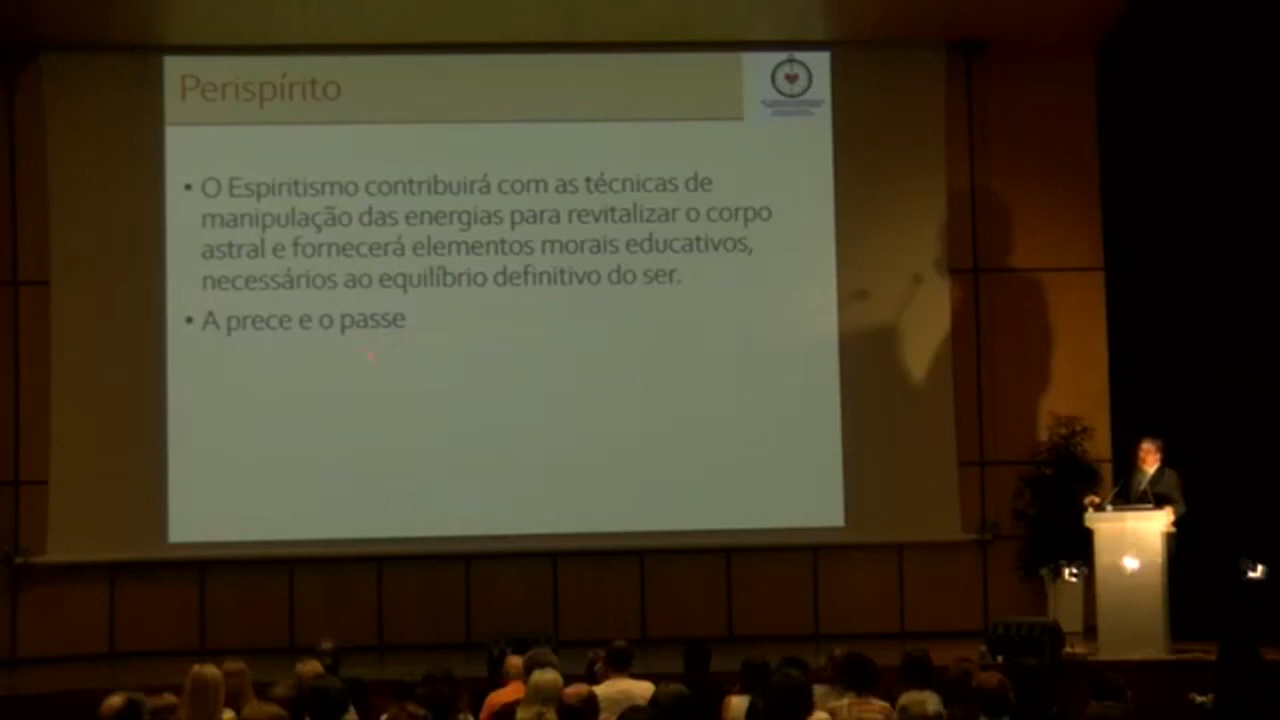 Perispírito
• O Espiritismo contribuirá com as técnicas de
manipulação das energias para revitalizar o corpo
astral e fornecerá elementos morais educativos,
necessários ao equilíbrio definitivo do ser.
• A prece e o passe